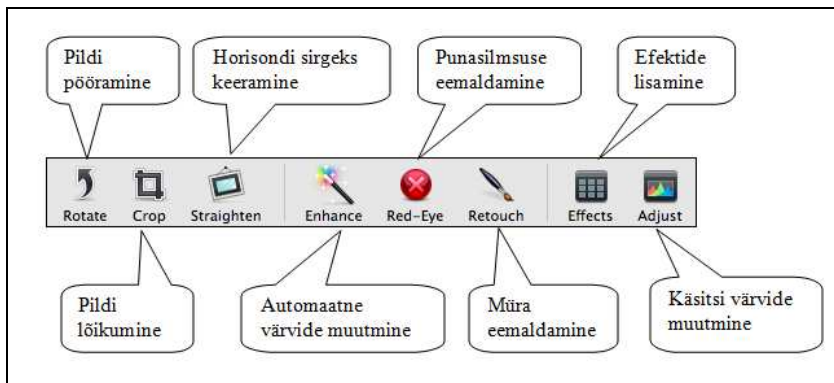 Pildi
pööramine
Horisondi sirgeks
keeramine
Punasilmsuse
eemaldamine
Efektide
lisamine
Rotate
Crop
Straighten
Enhance
Red-Eye
Retouch
Effects
Adjust
Pildi
lõikumine
Automaatne
värvide muutmine
Müra
eemaldamine
Käsitsi värvide
muutmine